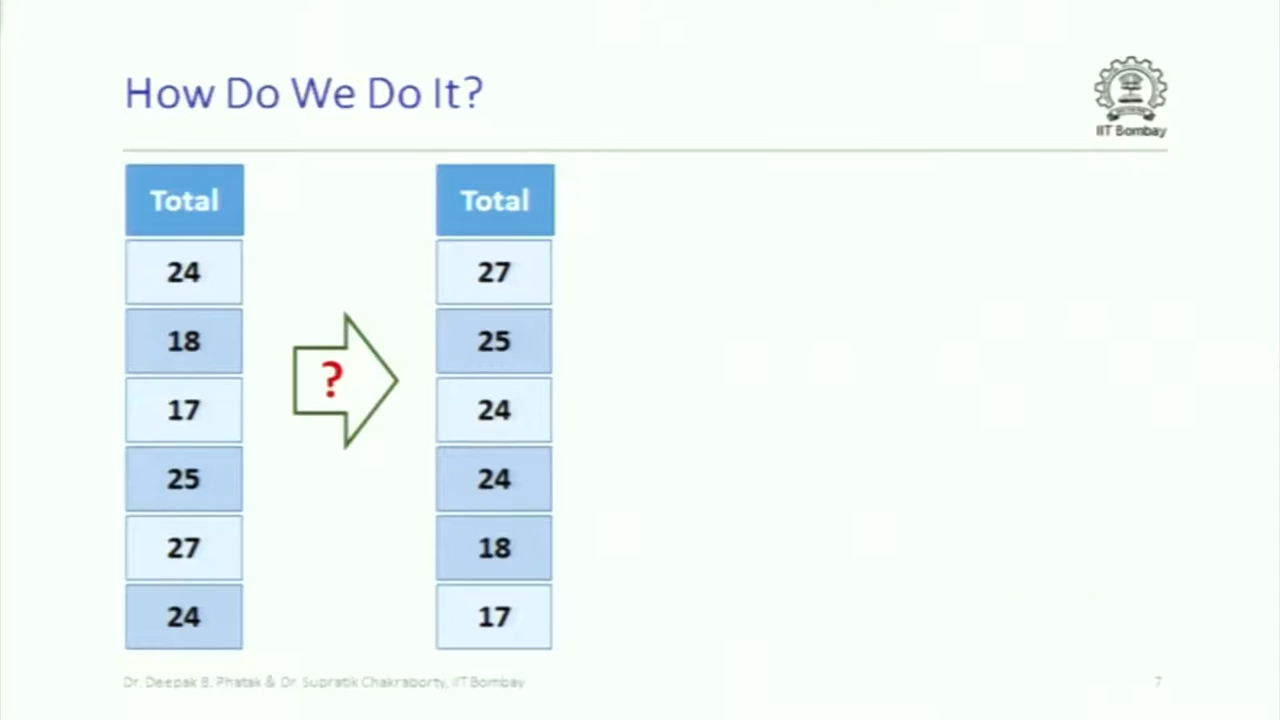 How Do We Do It?
IIT Bombay
Total
24
18
17
25
27
24
?
Total
27
25
24
24
18
17
Dr. Deepak B. Phatak & Dr. Supratik Chakraborty, IIT Bombay
7